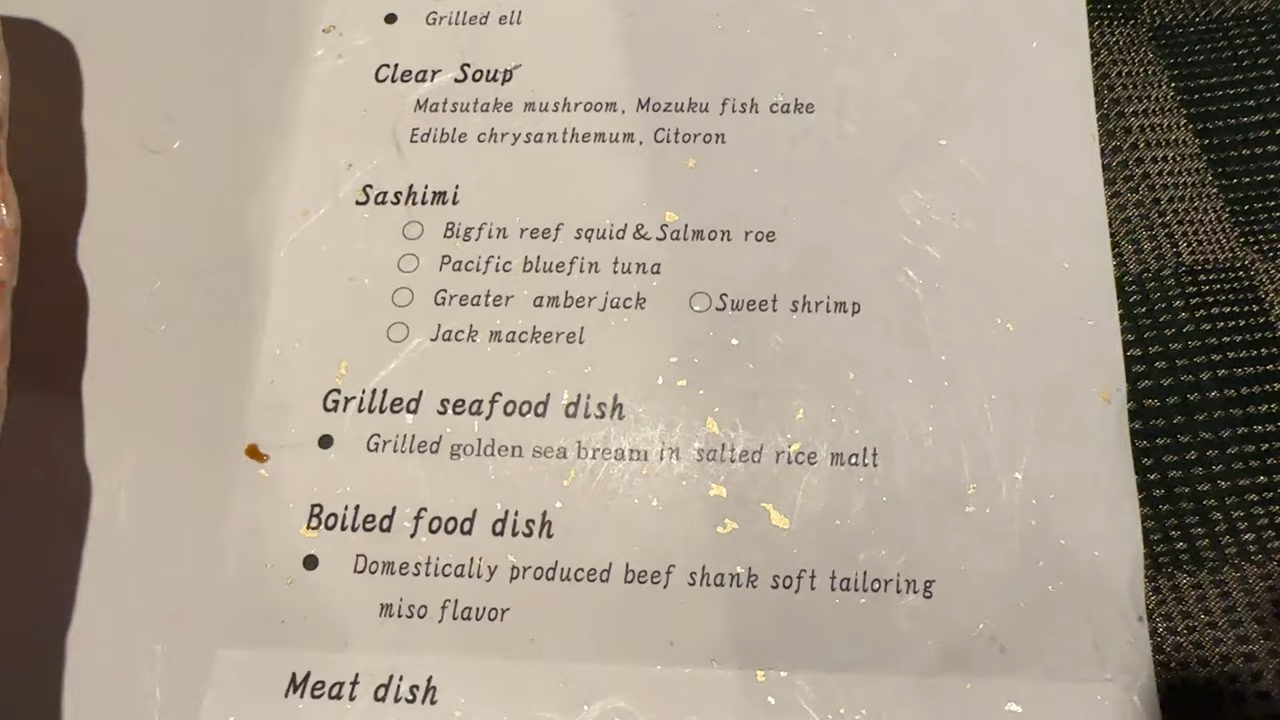 ● Grilled ell
Clear Soup
Matsutake mushroom, Mozuku fish cake
Edible chrysanthemum, Citoron
Sashimi
○ Bigfin reef squid & Salmon roe
○ Pacific bluefin tuna
○ Greater amberjack ○ Sweet shrimp
○ Jack mackerel
Grilled seafood dish
● Grilled golden sea bream in salted rice malt
Boiled food dish
● Domestically produced beef shank soft tailoring
miso flavor
Meat dish